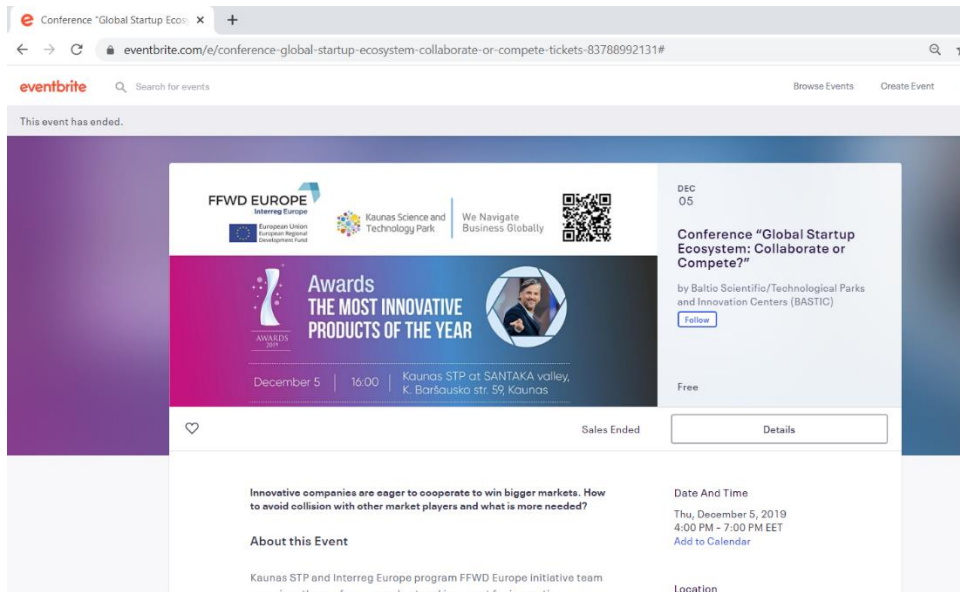 Conference "Global Startup Ecos
eventbrite.com/e/conference-global-startup-ecosystem-collaborate-or-compete-tickets-83788992131#
eventbrite
Search for events
Browse Events
Create Event
This event has ended.
FFWD EUROPE
Interreg Europe
European Union
European Regional
Development Fund
Kaunas Science and
Technology Park
We Navigate
Business Globally
AWARDS
2019
Awards
THE MOST INNOVATIVE
PRODUCTS OF THE YEAR
December 5 | 16:00 | Kaunas STP at SANTAKA valley,
K. Baršausko str. 59, Kaunas
DEC
05
Conference "Global Startup
Ecosystem: Collaborate or
Compete?"
by Baltic Scientific/Technological Parks
and Innovation Centers (BASTIC)
Follow
Free
Sales Ended
Details
Innovative companies are eager to cooperate to win bigger markets. How
to avoid collision with other market players and what is more needed?
About this Event
Kaunas STP and Interreg Europe program FFWD Europe initiative team
Date And Time
Thu, December 5, 2019
4:00 PM – 7:00 PM EET
Add to Calendar
Location